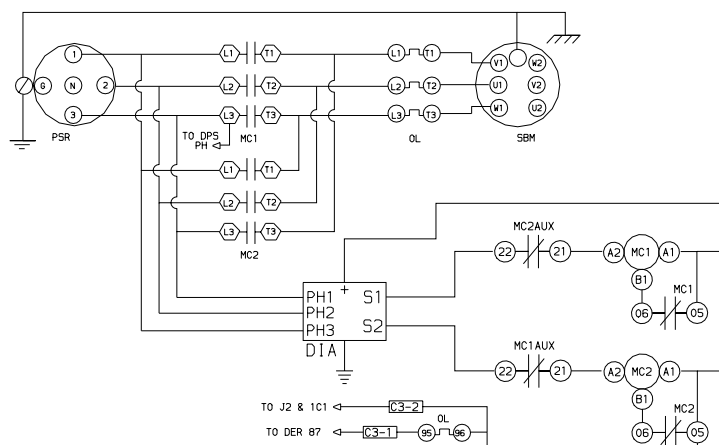 1 L1 T1 L1 T1 V1 W2
G N 2 L2 T2 L2 T2 U1 V2
3 L3 T3 L3 T3 W1 U2
PSR TO DPS PH MC1 OL SBM
L1 T1
L2 T2
L3 T3
MC2
MC2AUX
22 21 A2 MC1 A1
B1 MC1
06 05
+
PH1 S1
PH2
PH3 S2
DIA
MC1AUX
22 21 A2 MC2 A1
B1 MC2
06 05
TO J2 & 1C1 C3-2
OL
TO DER 87 C3-1 95 96